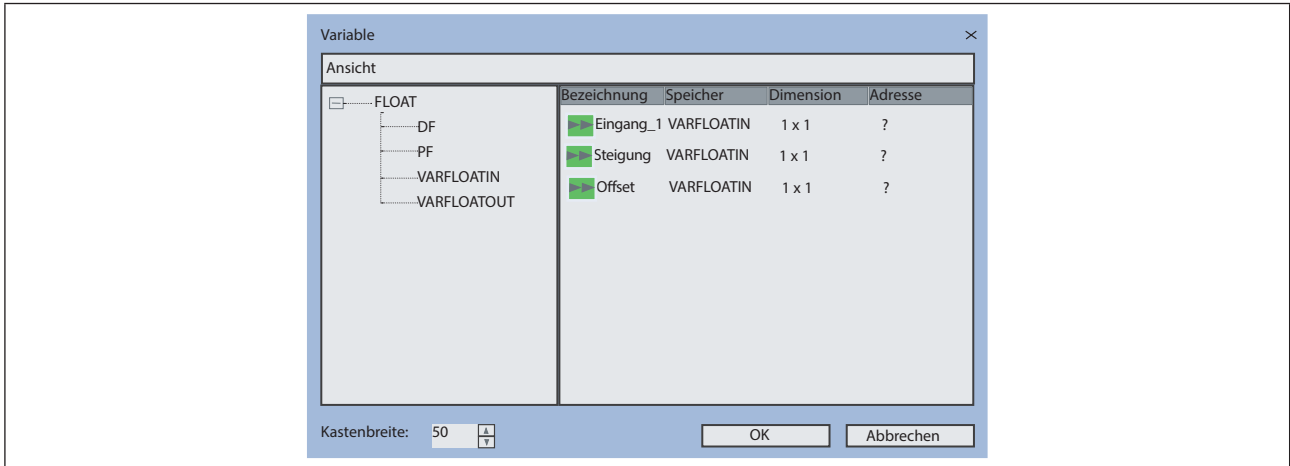 Variable
Ansicht
FLOAT
DF
PF
VARFLOATIN
VARFLOATOUT
Bezeichnung Speicher Dimension Adresse
Eingang_1 VARFLOATIN 1 x 1 ?
Steigung VARFLOATIN 1 x 1 ?
Offset VARFLOATIN 1 x 1 ?
Kastenbreite: 50 OK Abbrechen